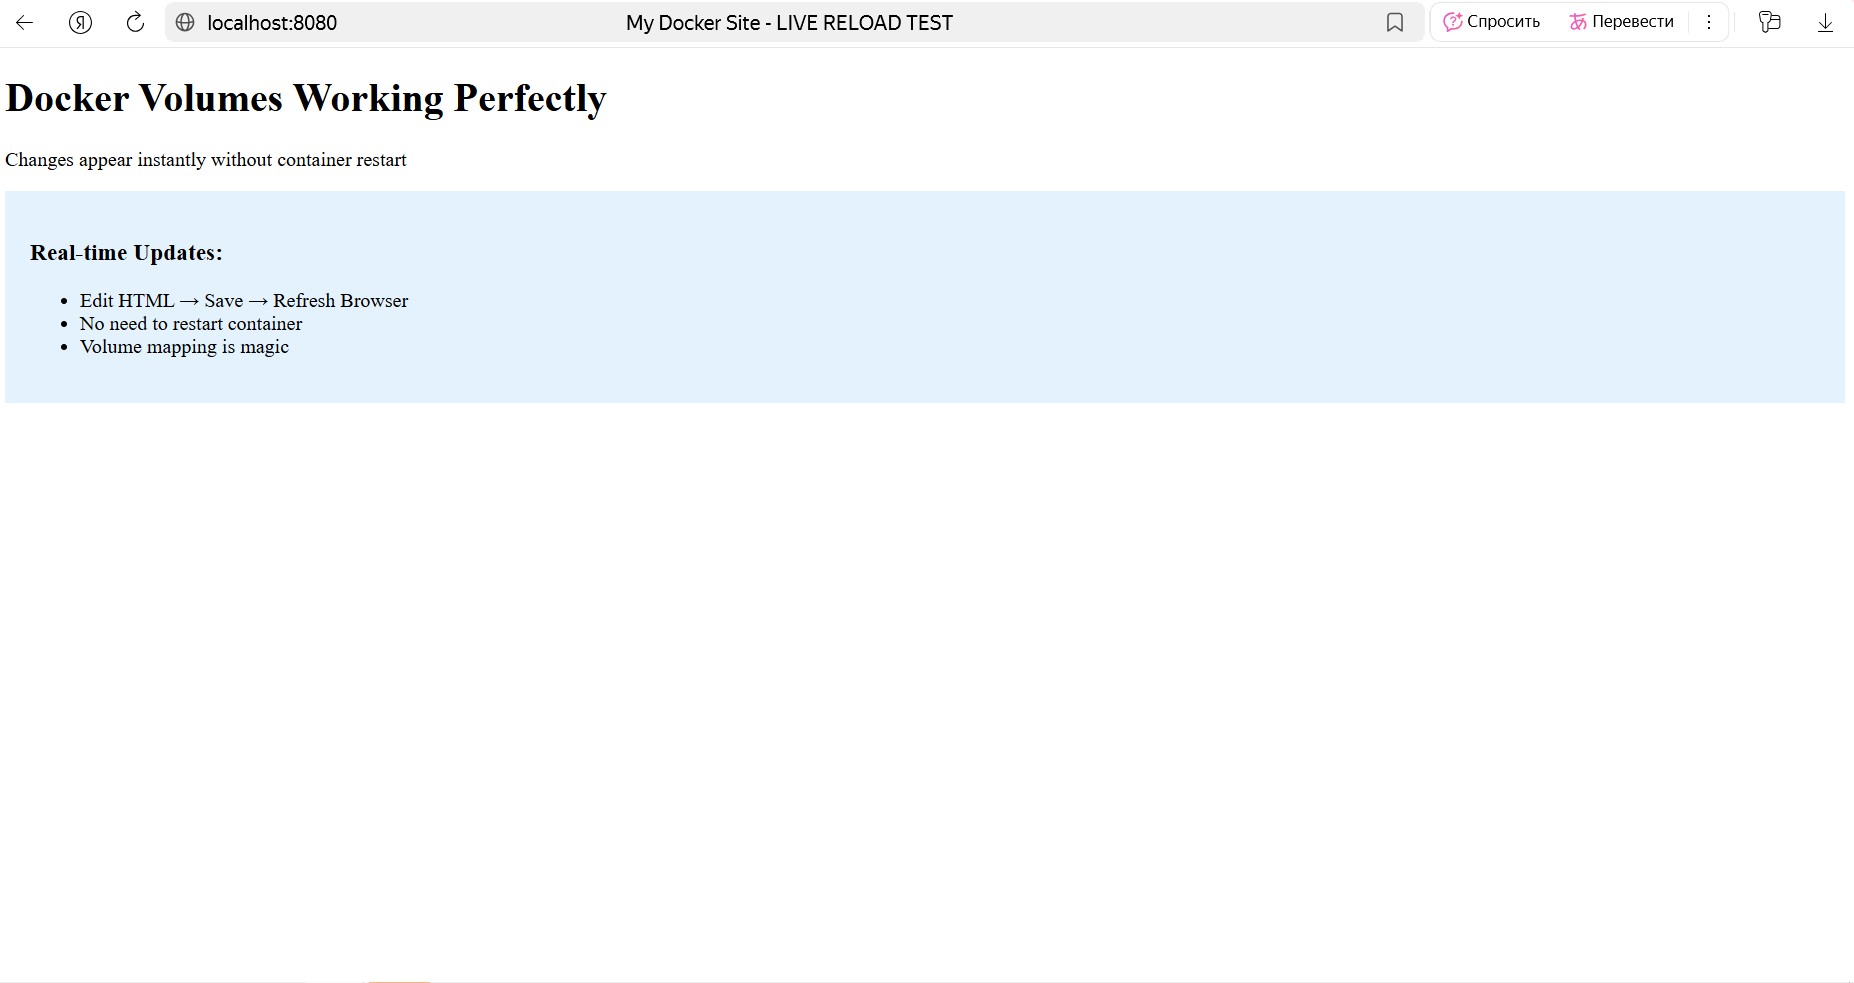 Я localhost:8080 My Docker Site - LIVE RELOAD TEST Спросить Перевести
Docker Volumes Working Perfectly
Changes appear instantly without container restart
Real-time Updates:
• Edit HTML → Save → Refresh Browser
• No need to restart container
• Volume mapping is magic